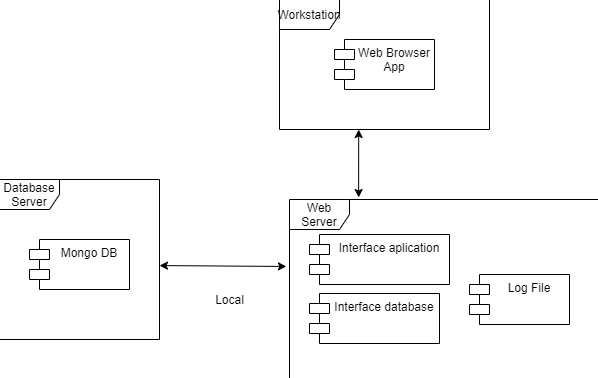 Workstation
Web Browser
App
Database
Server
Mongo DB
Local
Web
Server
Interface aplication
Interface database
Log File